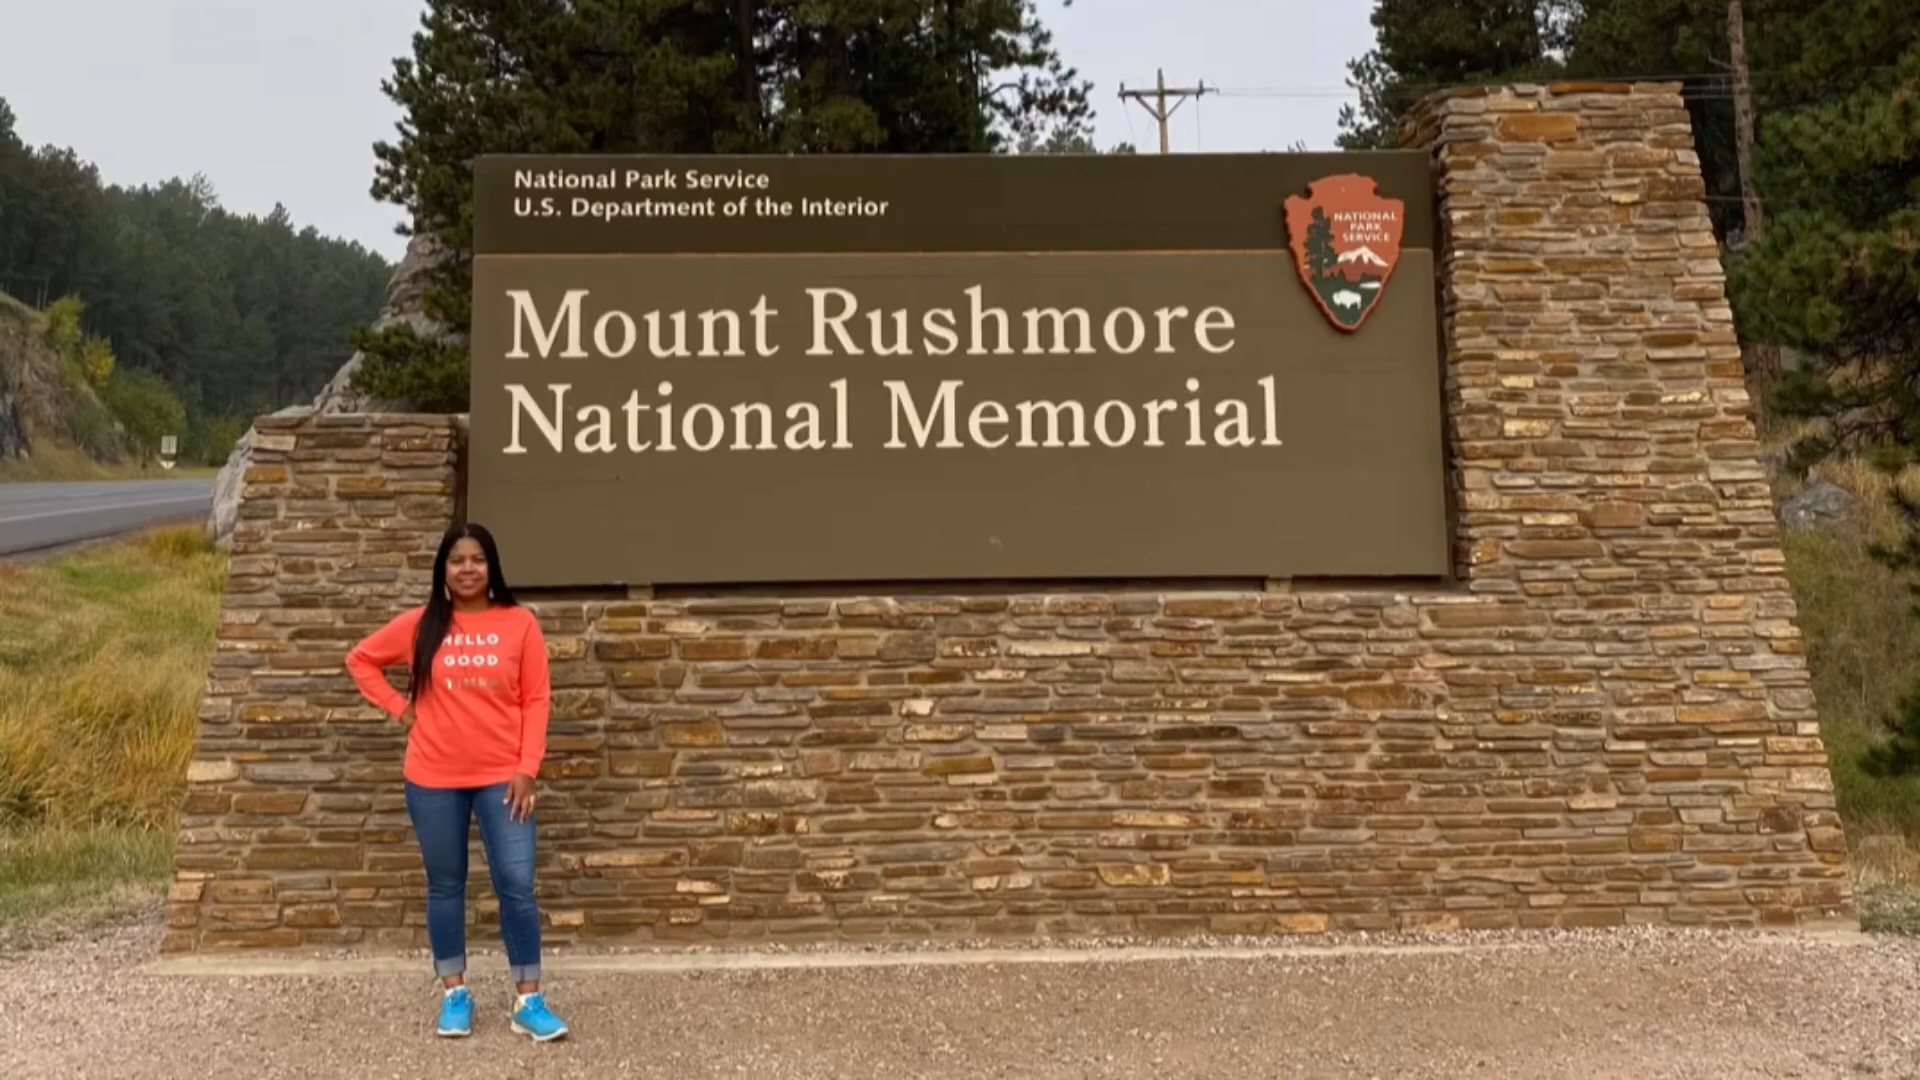 National Park Service
U.S. Department of the Interior
NATIONAL
PARK
SERVICE
Mount Rushmore
National Memorial
HELLO
GOOD